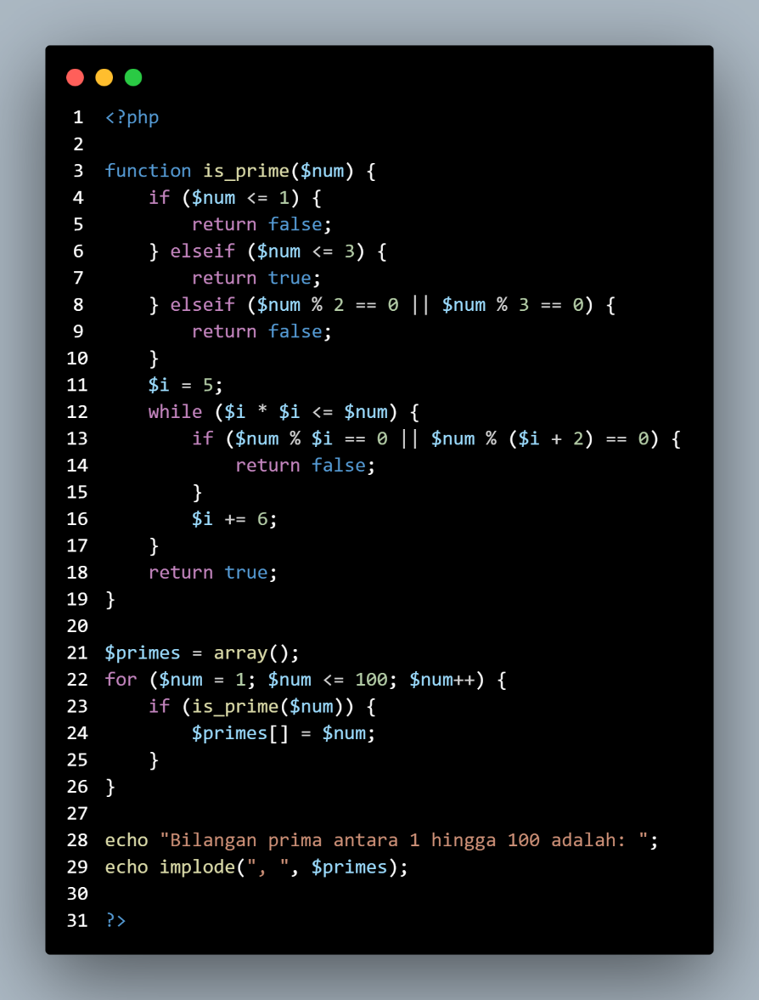 1 <?php
2
3 function is_prime($num) {
4     if ($num <= 1) {
5         return false;
6     } elseif ($num <= 3) {
7         return true;
8     } elseif ($num % 2 == 0 || $num % 3 == 0) {
9         return false;
10     }
11     $i = 5;
12     while ($i * $i <= $num) {
13         if ($num % $i == 0 || $num % ($i + 2) == 0) {
14             return false;
15         }
16         $i += 6;
17     }
18     return true;
19 }
20
21 $primes = array();
22 for ($num = 1; $num <= 100; $num++) {
23     if (is_prime($num)) {
24         $primes[] = $num;
25     }
26 }
27
28 echo "Bilangan prima antara 1 hingga 100 adalah: ";
29 echo implode(", ", $primes);
30
31 ?>